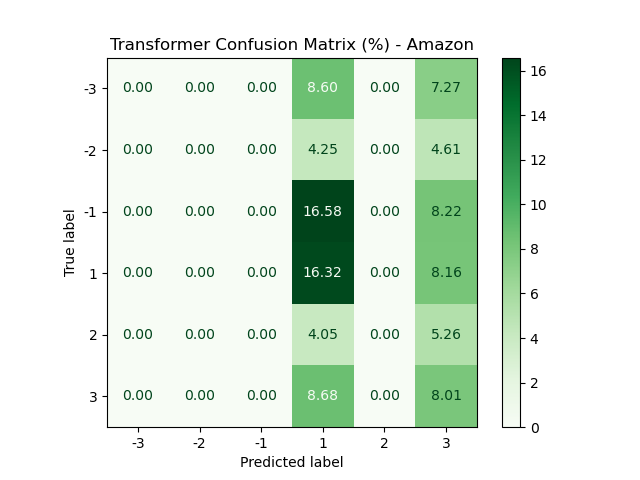 Transformer Confusion Matrix (%) - Amazon
-3 0.00 0.00 0.00 8.60 0.00 7.27
-2 0.00 0.00 0.00 4.25 0.00 4.61
-1 0.00 0.00 0.00 16.58 0.00 8.22
1 0.00 0.00 0.00 16.32 0.00 8.16
2 0.00 0.00 0.00 4.05 0.00 5.26
3 0.00 0.00 0.00 8.68 0.00 8.01
-3 -2 -1 1 2 3
Predicted label
True label
16
14
12
10
8
6
4
2
0